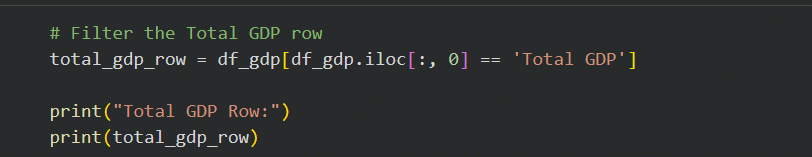 # Filter the Total GDP row
total_gdp_row = df_gdp[df_gdp.iloc[:, 0] == 'Total GDP']
print("Total GDP Row:")
print(total_gdp_row)